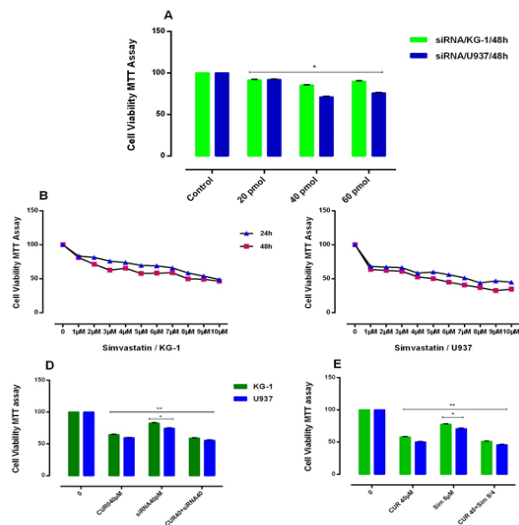 A
siRNA/KG-1/48h
siRNA/U937/48h
Cell Viability MTT Assay
150
100
50
0
*
Control
20 pmol
40 pmol
60 pmol
B
Cell Viability MTT Assay
150
100
50
0
24h
48h
0 1µM 2µM 3µM 4µM 5µM 6µM 7µM 8µM 9µM 10µM
Simvastatin / KG-1
Cell Viability MTT Assay
150
100
50
0
0 1µM 2µM 3µM 4µM 5µM 6µM 7µM 8µM 9µM 10µM
Simvastatin / U937
D
KG-1
U937
Cell Viability MTT assay
150
100
50
0
**
*
0
CUR040µM
siRNA40µM
CUR40+siRNA40
E
Cell Viability MTT assay
150
100
50
0
**
*
0
CUR 40µM
Sim 8µM
CUR 40+Sim 8/4